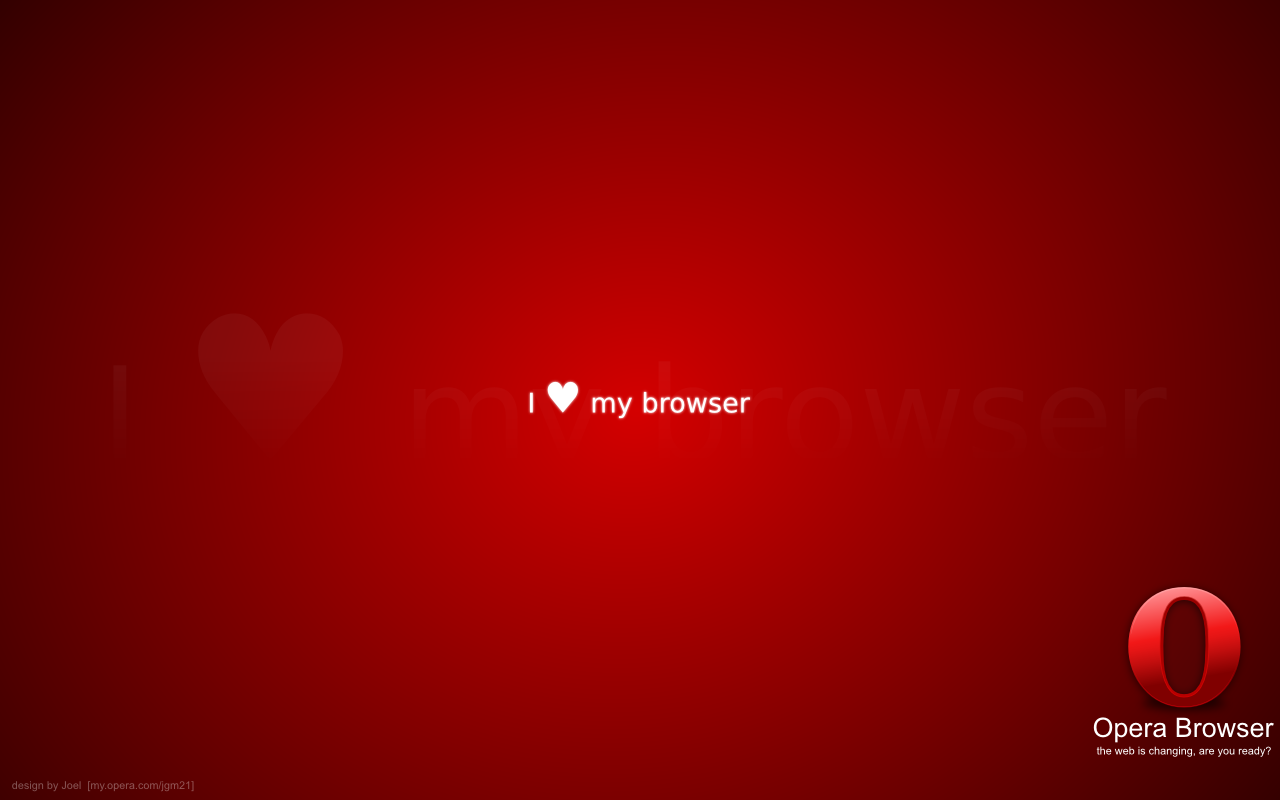 I ♥ my browser
I ♥ my browser
Opera Browser
the web is changing, are you ready?
design by Joel [my.opera.com/jgm21]